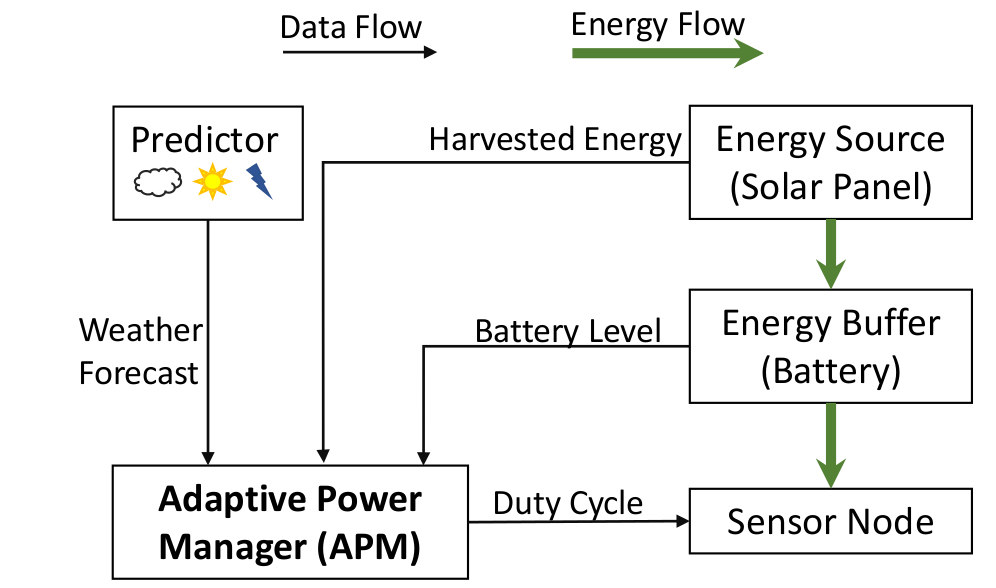 Data Flow
Energy Flow
Predictor
Harvested Energy
Energy Source
(Solar Panel)
Weather
Forecast
Battery Level
Energy Buffer
(Battery)
Adaptive Power
Manager (APM)
Duty Cycle
Sensor Node